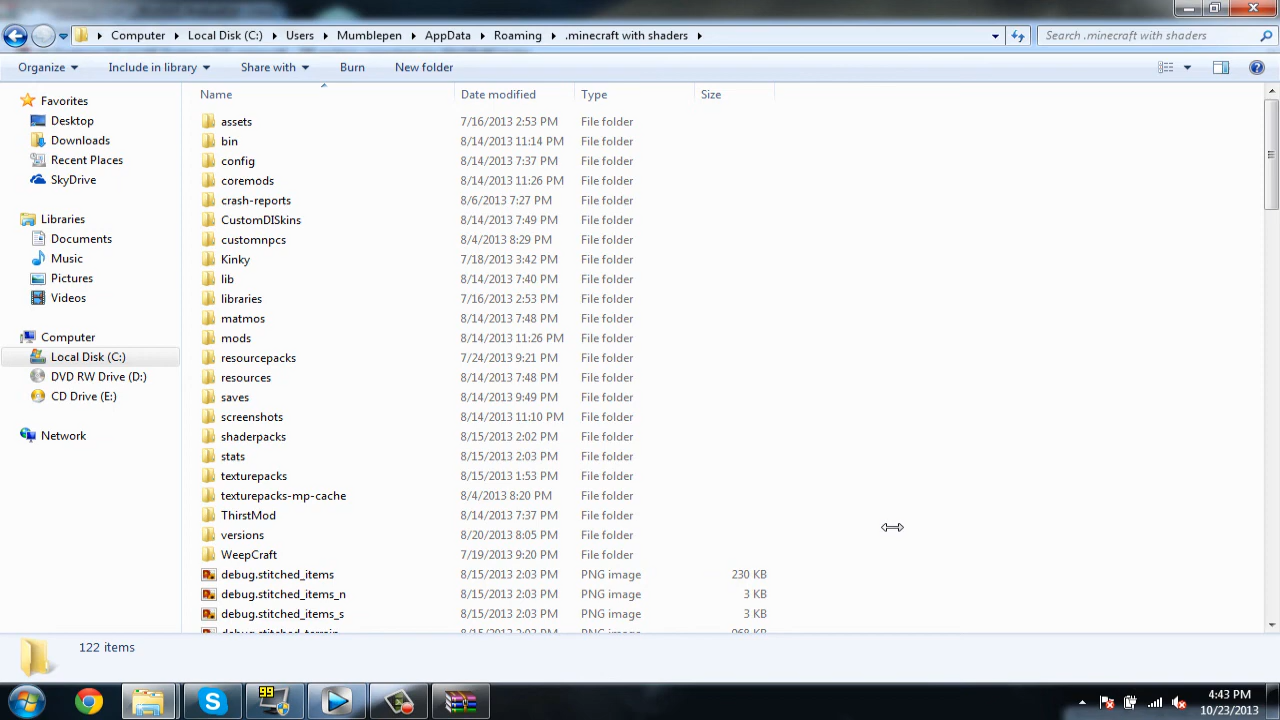 Computer Local Disk (C:) Users Mumblepen AppData Roaming .minecraft with shaders Search .minecraft with shaders
Organize Include in library Share with Burn New folder
Name Date modified Type Size
Favorites
Desktop
Downloads
Recent Places
SkyDrive
Libraries
Documents
Music
Pictures
Videos
Computer
Local Disk (C:)
DVD RW Drive (D:)
CD Drive (E:)
Network
assets 7/16/2013 2:53 PM File folder
bin 8/14/2013 11:14 PM File folder
config 8/14/2013 7:37 PM File folder
coremods 8/14/2013 11:26 PM File folder
crash-reports 8/6/2013 7:27 PM File folder
CustomDISkins 8/14/2013 7:49 PM File folder
customnpcs 8/4/2013 8:29 PM File folder
Kinky 7/18/2013 3:42 PM File folder
lib 8/14/2013 7:40 PM File folder
libraries 7/16/2013 2:53 PM File folder
matmos 8/14/2013 7:48 PM File folder
mods 8/14/2013 11:26 PM File folder
resourcepacks 7/24/2013 9:21 PM File folder
resources 8/14/2013 7:48 PM File folder
saves 8/14/2013 9:49 PM File folder
screenshots 8/14/2013 11:10 PM File folder
shaderpacks 8/15/2013 2:02 PM File folder
stats 8/15/2013 2:03 PM File folder
texturepacks 8/15/2013 1:53 PM File folder
texturepacks-mp-cache 8/4/2013 8:20 PM File folder
ThirstMod 8/14/2013 7:37 PM File folder
versions 8/20/2013 8:05 PM File folder
WeepCraft 7/19/2013 9:20 PM File folder
debug.stitched_items 8/15/2013 2:03 PM PNG image 230 KB
debug.stitched_items_n 8/15/2013 2:03 PM PNG image 3 KB
debug.stitched_items_s 8/15/2013 2:03 PM PNG image 3 KB
debug.stitched_terrain 8/15/2013 2:03 PM PNG image 968 KB
122 items
99
4:43 PM
10/23/2013